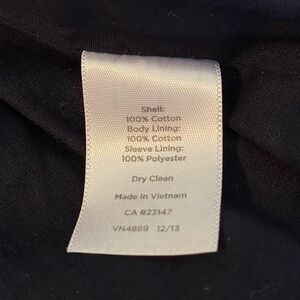 Shell:
100% Cotton
Body Lining:
100% Cotton
Sleeve Lining:
100% Polyester
Dry Clean
Made in Vietnam
CA #23147
VN4889 12/13